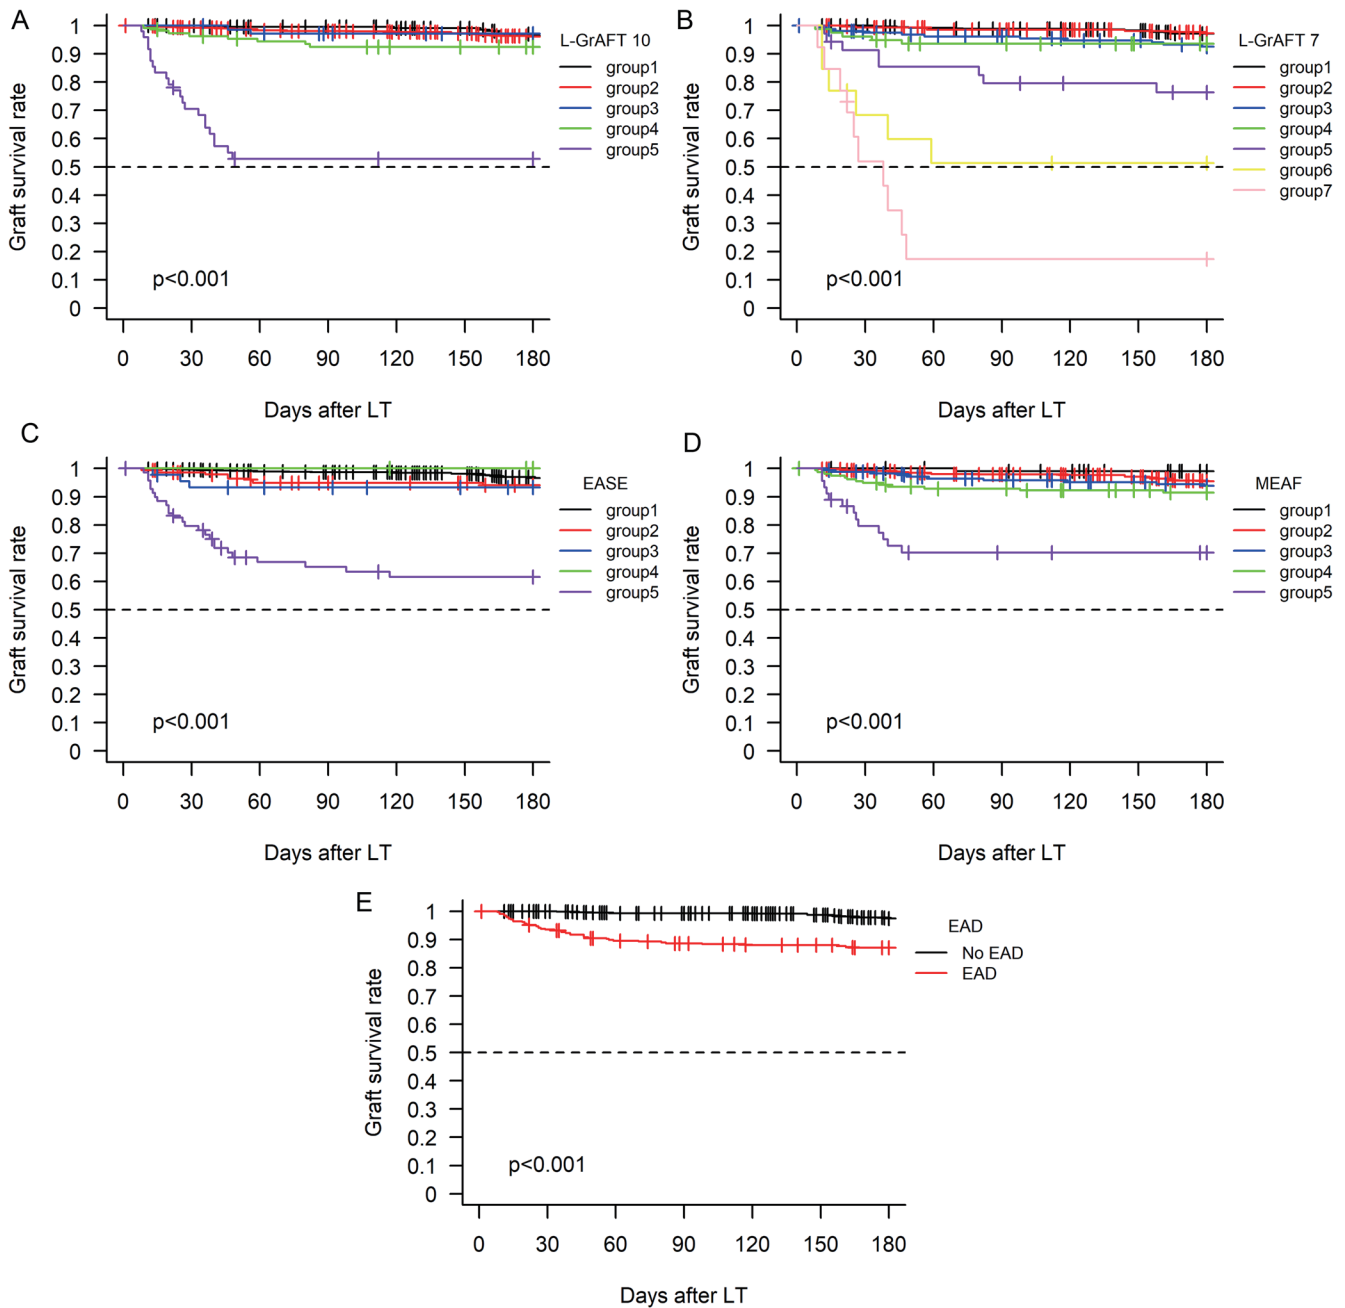 A
L-GrAFT 10
group1
group2
group3
group4
group5
Graft survival rate
1
0.9
0.8
0.7
0.6
0.5
0.4
0.3
0.2
0.1
0
p<0.001
0 30 60 90 120 150 180
Days after LT
B
L-GrAFT 7
group1
group2
group3
group4
group5
group6
group7
Graft survival rate
1
0.9
0.8
0.7
0.6
0.5
0.4
0.3
0.2
0.1
0
p<0.001
0 30 60 90 120 150 180
Days after LT
C
EASE
group1
group2
group3
group4
group5
Graft survival rate
1
0.9
0.8
0.7
0.6
0.5
0.4
0.3
0.2
0.1
0
p<0.001
0 30 60 90 120 150 180
Days after LT
D
MEAF
group1
group2
group3
group4
group5
Graft survival rate
1
0.9
0.8
0.7
0.6
0.5
0.4
0.3
0.2
0.1
0
p<0.001
0 30 60 90 120 150 180
Days after LT
E
EAD
No EAD
EAD
Graft survival rate
1
0.9
0.8
0.7
0.6
0.5
0.4
0.3
0.2
0.1
0
p<0.001
0 30 60 90 120 150 180
Days after LT